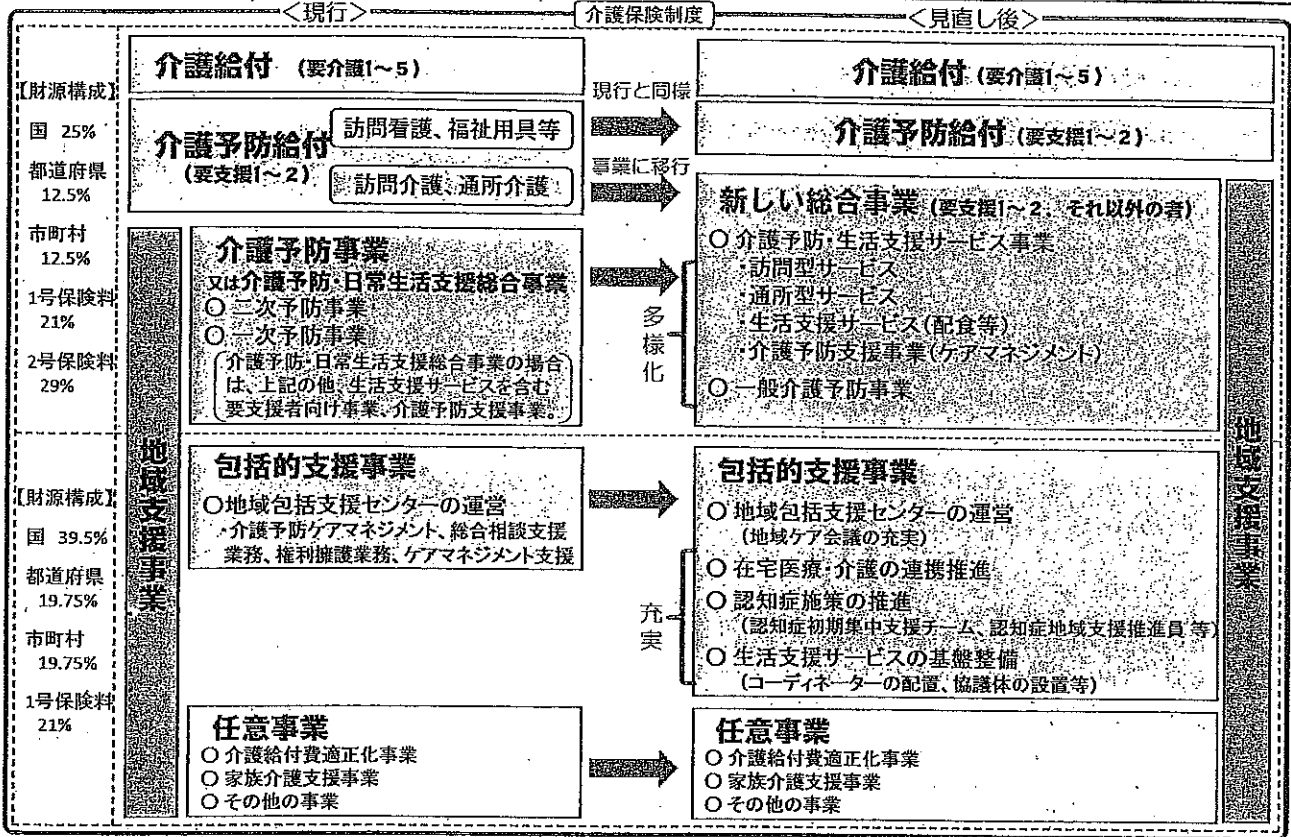 <現行>
介護保険制度
<見直し後>
【財源構成】
国 25%
都道府県
12.5%
市町村
12.5%
1号保険料
21%
2号保険料
29%
介護給付 (要介護1~5)
現行と同様
介護給付 (要介護1~5)
介護予防給付
(要支援1~2)
訪問看護、福祉用具等
訪問介護、通所介護
事業に移行
介護予防給付 (要支援1~2)
新しい総合事業 (要支援1~2、それ以外の者)
○ 介護予防・生活支援サービス事業
・訪問型サービス
・通所型サービス
・生活支援サービス(配食等)
・介護予防支援事業(ケアマネジメント)
○ 一般介護予防事業
介護予防事業
又は介護予防・日常生活支援総合事業
○ 二次予防事業
○ 一次予防事業
介護予防・日常生活支援総合事業の場合
は、上記の他、生活支援サービスを含む
要支援者向け事業、介護予防支援事業。
多様化
地域支援事業
地域支援事業
【財源構成】
国 39.5%
都道府県
19.75%
市町村
19.75%
1号保険料
21%
包括的支援事業
○地域包括支援センターの運営
・介護予防ケアマネジメント、総合相談支援
業務、権利擁護業務、ケアマネジメント支援
充実
包括的支援事業
○ 地域包括支援センターの運営
(地域ケア会議の充実)
○ 在宅医療・介護の連携推進
○ 認知症施策の推進
(認知症初期集中支援チーム、認知症地域支援推進員 等)
○ 生活支援サービスの基盤整備
(コーディネーターの配置、協議体の設置等)
任意事業
○ 介護給付費適正化事業
○ 家族介護支援事業
○ その他の事業
任意事業
○ 介護給付費適正化事業
○ 家族介護支援事業
○ その他の事業